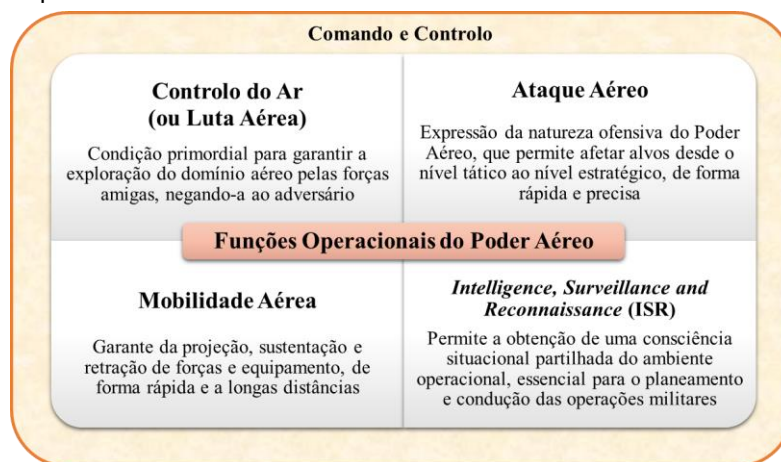 Comando e Controlo
Controlo do Ar
(ou Luta Aérea)
Condição primordial para garantir a
exploração do domínio aéreo pelas forças
amigas, negando-a ao adversário
Ataque Aéreo
Expressão da natureza ofensiva do Poder
Aéreo, que permite afetar alvos desde o
nível tático ao nível estratégico, de forma
rápida e precisa
Funções Operacionais do Poder Aéreo
Mobilidade Aérea
Garante da projeção, sustentação e
retração de forças e equipamento, de
forma rápida e a longas distâncias
Intelligence, Surveillance and
Reconnaissance (ISR)
Permite a obtenção de uma consciência
situacional partilhada do ambiente
operacional, essencial para o planeamento
e condução das operações militares